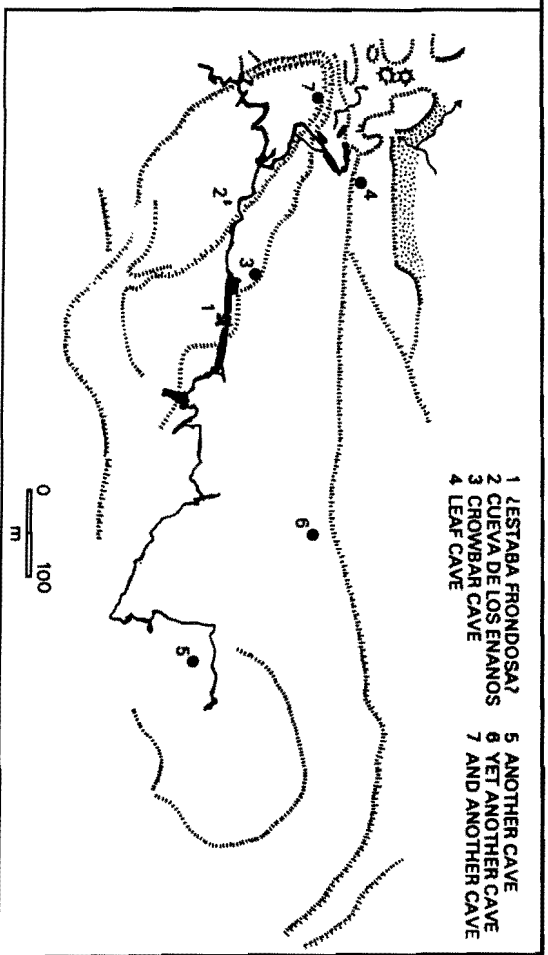 1 ¿ESTABA FRONDOSA?
2 CUEVA DE LOS ENANOS
3 CROWBAR CAVE
4 LEAF CAVE
5 ANOTHER CAVE
6 YET ANOTHER CAVE
7 AND ANOTHER CAVE
7
4
2
3
1
6
5
0 100
m